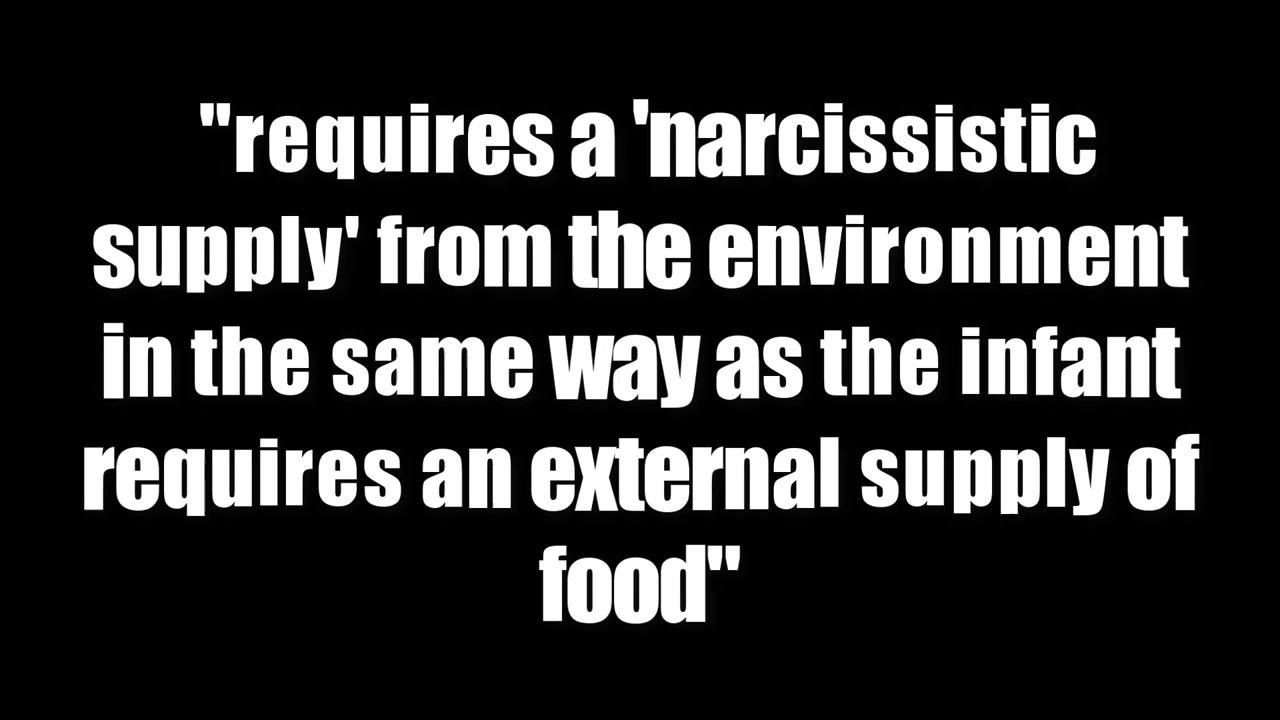 "requires a 'narcissistic
supply' from the environment
in the same way as the infant
requires an external supply of
food"